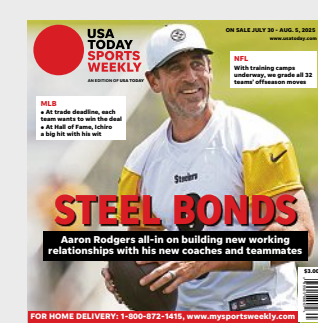 USA
TODAY
SPORTS
WEEKLY
AN EDITION OF USA TODAY
ON SALE JULY 30 - AUG. 5, 2025
www.usatoday.com
NFL
With training camps
underway, we grade all 32
teams' offseason moves
MLB
• At trade deadline, each
team wants to win the deal
• At Hall of Fame, Ichiro
a big hit with his wit
Steelers
STEEL BONDS
Aaron Rodgers all-in on building new working
relationships with his new coaches and teammates
$3.00
FOR HOME DELIVERY: 1-800-872-1415, www.mysportsweekly.com